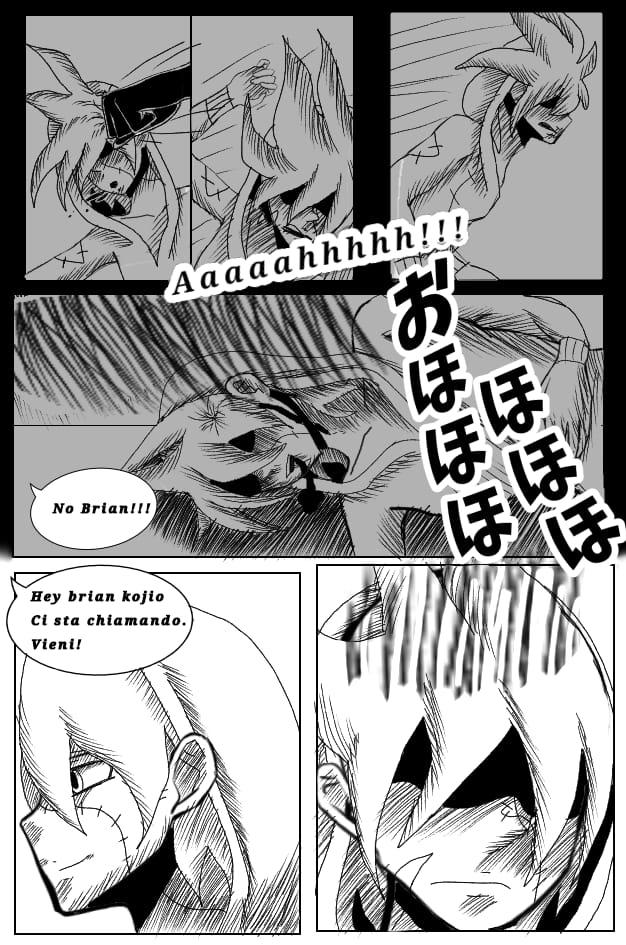 Aaaaahhhhh!!!
おほほほ
ほほほ
No Brian!!!
Hey brian kojio
Ci sta chiamando.
Vieni!